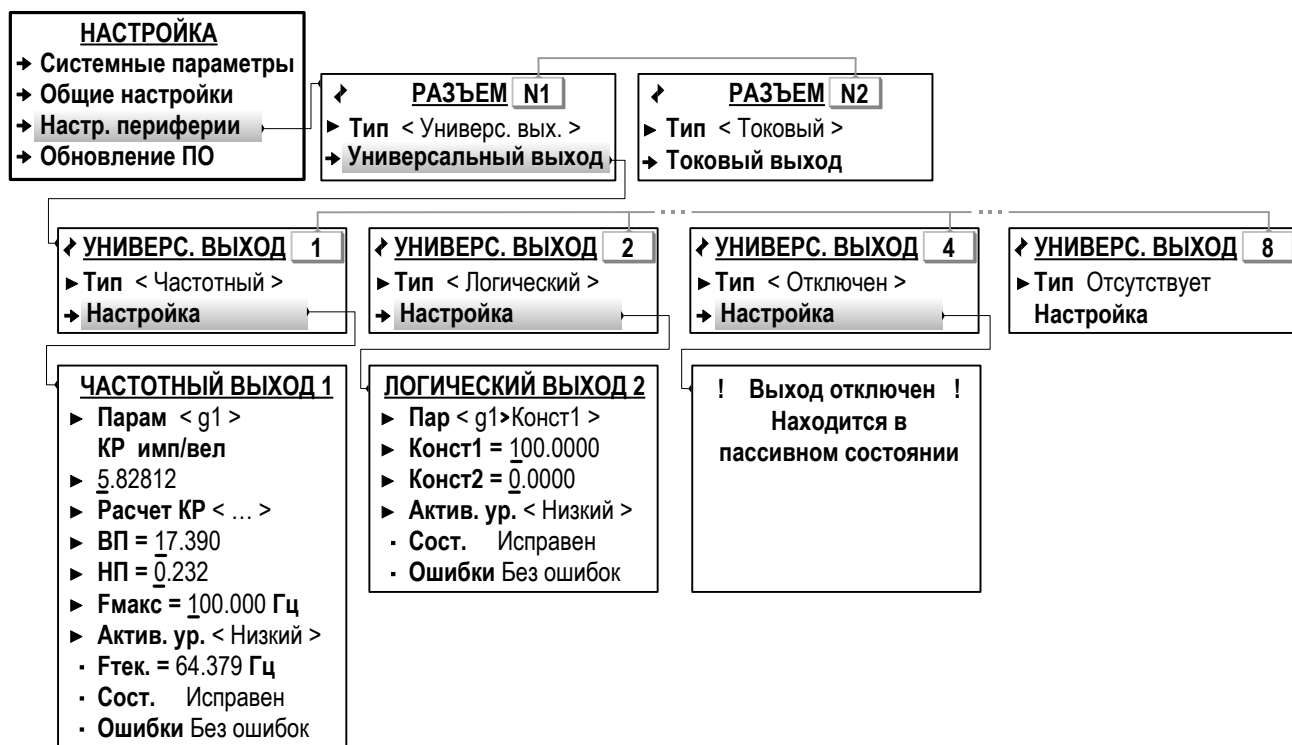 НАСТРОЙКА
Системные параметры
Общие настройки
Настр. периферии
Обновление ПО
РАЗЪЕМ N1
Тип < Универс. вых. >
Универсальный выход
РАЗЪЕМ N2
Тип < Токовый >
Токовый выход
УНИВЕРС. ВЫХОД 1
Тип < Частотный >
Настройка
УНИВЕРС. ВЫХОД 2
Тип < Логический >
Настройка
УНИВЕРС. ВЫХОД 4
Тип < Отключен >
Настройка
УНИВЕРС. ВЫХОД 8
Тип Отсутствует
Настройка
ЧАСТОТНЫЙ ВЫХОД 1
Парам < g1 >
КР имп/вел
5.82812
Расчет КР < ... >
ВП = 17.390
НП = 0.232
Fмакс = 100.000 Гц
Актив. ур. < Низкий >
Fтек. = 64.379 Гц
Сост. Исправен
Ошибки Без ошибок
ЛОГИЧЕСКИЙ ВЫХОД 2
Пар < g1>Конст1 >
Конст1 = 100.0000
Конст2 = 0.0000
Актив. ур. < Низкий >
Сост. Исправен
Ошибки Без ошибок
! Выход отключен !
Находится в
пассивном состоянии